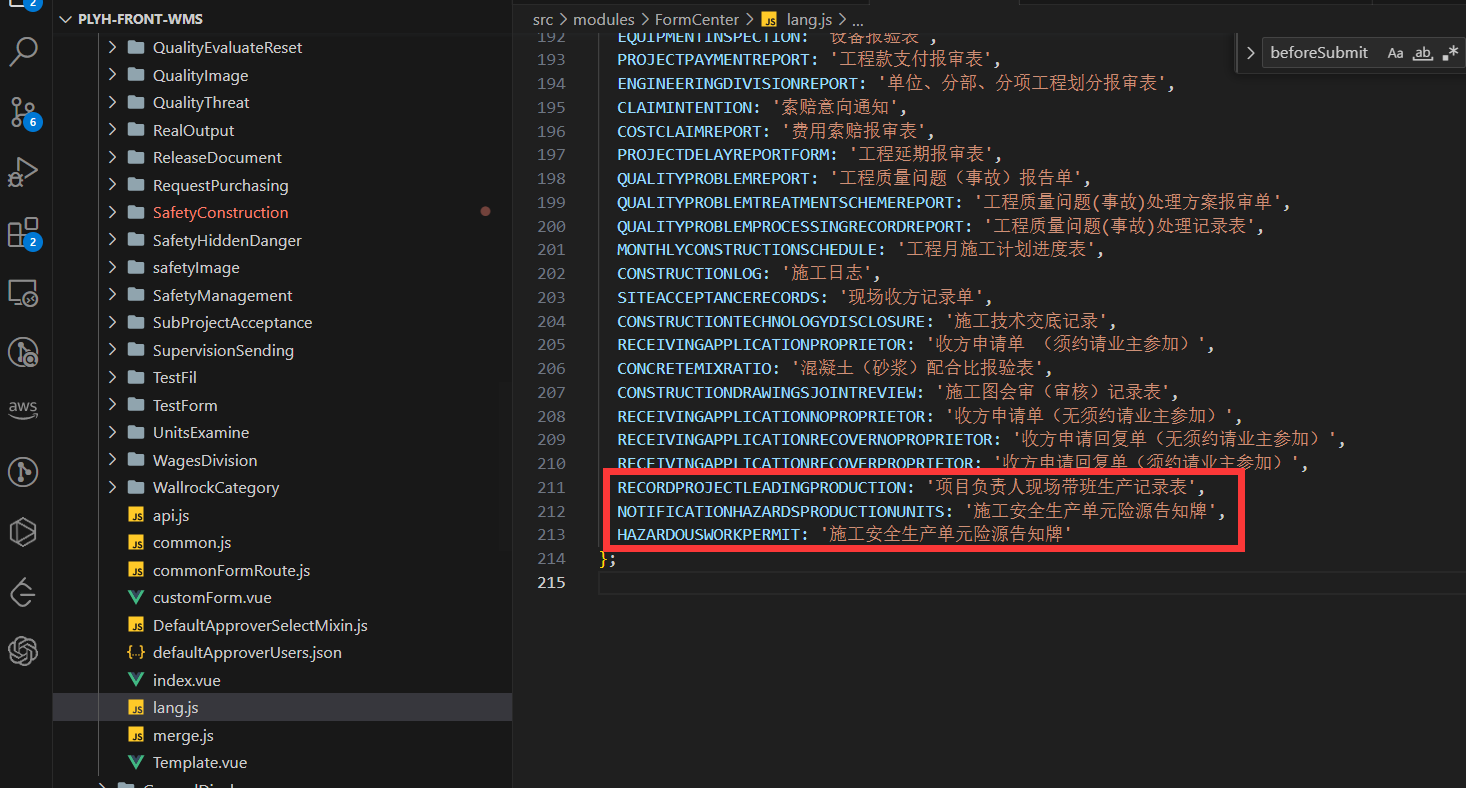 2
PLYH-FRONT-WMS
QualityEvaluateReset
QualityImage
QualityThreat
RealOutput
ReleaseDocument
RequestPurchasing
SafetyConstruction
SafetyHiddenDanger
safetyImage
SafetyManagement
SubProjectAcceptance
SupervisionSending
TestFil
TestForm
UnitsExamine
WagesDivision
WallrockCategory
JS api.js
JS common.js
JS commonFormRoute.js
customForm.vue
JS DefaultApproverSelectMixin.js
{..} defaultApproverUsers.json
index.vue
JS lang.js
JS merge.js
Template.vue
6
2
aws
src > modules > FormCenter > JS lang.js > ...
beforeSubmit Aa ab .*
192 EQUIPMENTINSPECTION: '设备报验表',
193 PROJECTPAYMENTREPORT: '工程款支付报审表',
194 ENGINEERINGDIVISIONREPORT: '单位、分部、分项工程划分报审表',
195 CLAIMINTENTION: '索赔意向通知',
196 COSTCLAIMREPORT: '费用索赔报审表',
197 PROJECTDELAYREPORTFORM: '工程延期报审表',
198 QUALITYPROBLEMREPORT: '工程质量问题（事故）报告单',
199 QUALITYPROBLEMTREATMENTSCHEMEREPORT: '工程质量问题(事故)处理方案报审单',
200 QUALITYPROBLEMPROCESSINGRECORDREPORT: '工程质量问题(事故)处理记录表',
201 MONTHLYCONSTRUCTIONSCHEDULE: '工程月施工计划进度表',
202 CONSTRUCTIONLOG: '施工日志',
203 SITEACCEPTANCERECORDS: '现场收方记录单',
204 CONSTRUCTIONTECHNOLOGYDISCLOSURE: '施工技术交底记录',
205 RECEIVINGAPPLICATIONPROPRIETOR: '收方申请单 （须约请业主参加）',
206 CONCRETEMIXRATIO: '混凝土（砂浆）配合比报验表',
207 CONSTRUCTIONDRAWINGSJOINTREVIEW: '施工图会审（审核）记录表',
208 RECEIVINGAPPLICATIONNOPROPRIETOR: '收方申请单（无须约请业主参加）',
209 RECEIVINGAPPLICATIONRECOVERNOPROPRIETOR: '收方申请回复单（无须约请业主参加）',
210 RECEIVINGAPPLICATIONRECOVERPROPRIETOR: '收方申请回复单（须约请业主参加）',
211 RECORDPROJECTLEADINGPRODUCTION: '项目负责人现场带班生产记录表',
212 NOTIFICATIONHAZARDSPRODUCTIONUNITS: '施工安全生产单元险源告知牌',
213 HAZARDOUSWORKPERMIT: '施工安全生产单元险源告知牌'
214 };
215